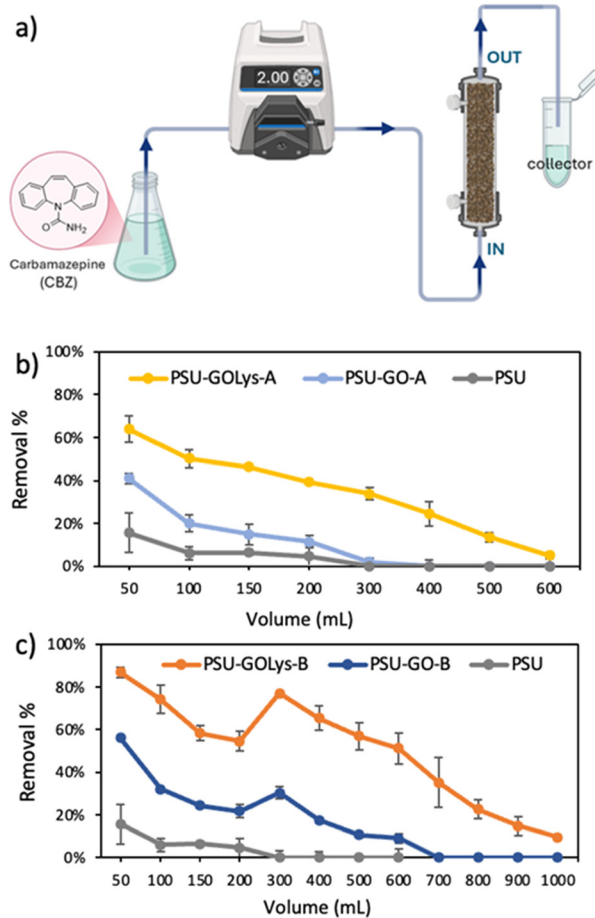 a)
2.00
OUT
collector
IN
N
O
NH2
Carbamazepine
(CBZ)
b)
100%
80%
60%
40%
20%
0%
Removal %
PSU-GOLys-A PSU-GO-A PSU
50 100 150 200 300 400 500 600
Volume (mL)
c)
100%
80%
60%
40%
20%
0%
Removal %
PSU-GOLys-B PSU-GO-B PSU
50 100 150 200 300 400 500 600 700 800 900 1000
Volume (mL)